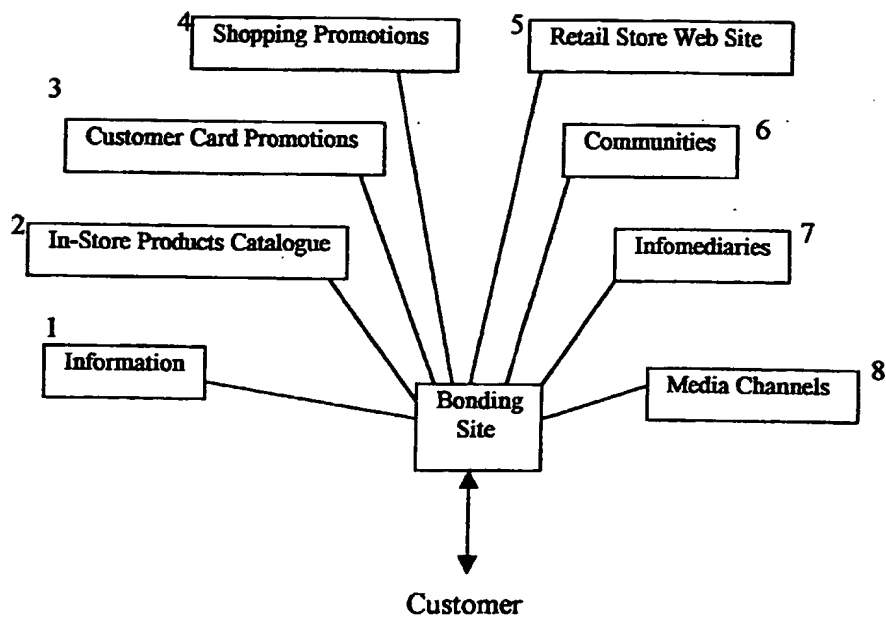 4
Shopping Promotions
5
Retail Store Web Site
3
Customer Card Promotions
Communities
6
2
In-Store Products Catalogue
Infomediaries
7
1
Information
Media Channels
8
Bonding
Site
Customer